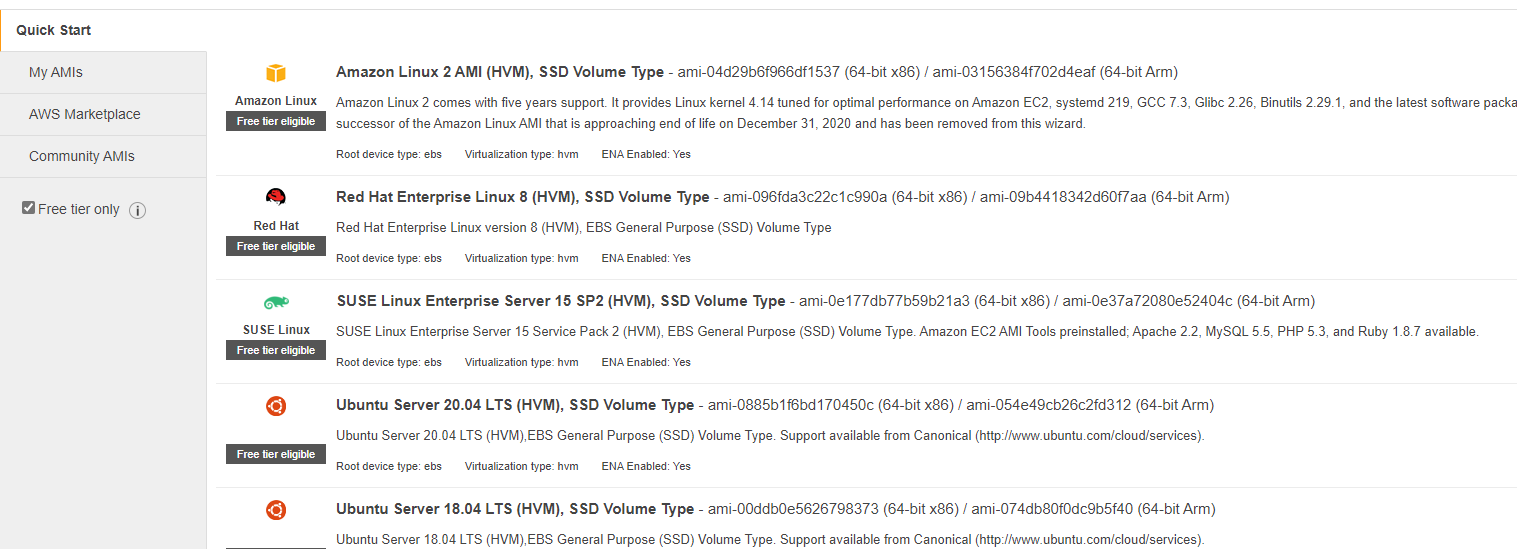 Quick Start
My AMIs
AWS Marketplace
Community AMIs
Free tier only
Amazon Linux
Free tier eligible
Amazon Linux 2 AMI (HVM), SSD Volume Type - ami-04d29b6f966df1537 (64-bit x86) / ami-03156384f702d4eaf (64-bit Arm)
Amazon Linux 2 comes with five years support. It provides Linux kernel 4.14 tuned for optimal performance on Amazon EC2, systemd 219, GCC 7.3, Glibc 2.26, Binutils 2.29.1, and the latest software packa
successor of the Amazon Linux AMI that is approaching end of life on December 31, 2020 and has been removed from this wizard.
Root device type: ebs Virtualization type: hvm ENA Enabled: Yes
Red Hat
Free tier eligible
Red Hat Enterprise Linux 8 (HVM), SSD Volume Type - ami-096fda3c22c1c990a (64-bit x86) / ami-09b4418342d60f7aa (64-bit Arm)
Red Hat Enterprise Linux version 8 (HVM), EBS General Purpose (SSD) Volume Type
Root device type: ebs Virtualization type: hvm ENA Enabled: Yes
SUSE Linux
Free tier eligible
SUSE Linux Enterprise Server 15 SP2 (HVM), SSD Volume Type - ami-0e177db77b59b21a3 (64-bit x86) / ami-0e37a72080e52404c (64-bit Arm)
SUSE Linux Enterprise Server 15 Service Pack 2 (HVM), EBS General Purpose (SSD) Volume Type. Amazon EC2 AMI Tools preinstalled; Apache 2.2, MySQL 5.5, PHP 5.3, and Ruby 1.8.7 available.
Root device type: ebs Virtualization type: hvm ENA Enabled: Yes
Free tier eligible
Ubuntu Server 20.04 LTS (HVM), SSD Volume Type - ami-0885b1f6bd170450c (64-bit x86) / ami-054e49cb26c2fd312 (64-bit Arm)
Ubuntu Server 20.04 LTS (HVM),EBS General Purpose (SSD) Volume Type. Support available from Canonical (http://www.ubuntu.com/cloud/services).
Root device type: ebs Virtualization type: hvm ENA Enabled: Yes
Ubuntu Server 18.04 LTS (HVM), SSD Volume Type - ami-00ddb0e5626798373 (64-bit x86) / ami-074db80f0dc9b5f40 (64-bit Arm)
Ubuntu Server 18.04 LTS (HVM),EBS General Purpose (SSD) Volume Type. Support available from Canonical (http://www.ubuntu.com/cloud/services).